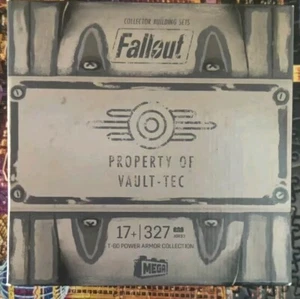 COLLECTOR BUILDING SETS
Fallout
PROPERTY OF
VAULT-TEC
17+ 327
T-60 POWER ARMOR COLLECTION
MEGA